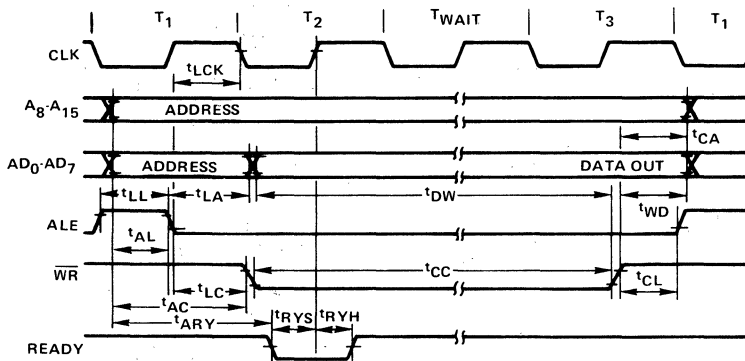 T1 T2 TWAIT T3 T1
CLK
tLCK
A8-A15 ADDRESS
tCA
AD0-AD7 ADDRESS DATA OUT
tLL tLA tDW tWD
ALE
tAL
WR
tCC
tLC tCL
tAC
tARY tRYS tRYH
READY